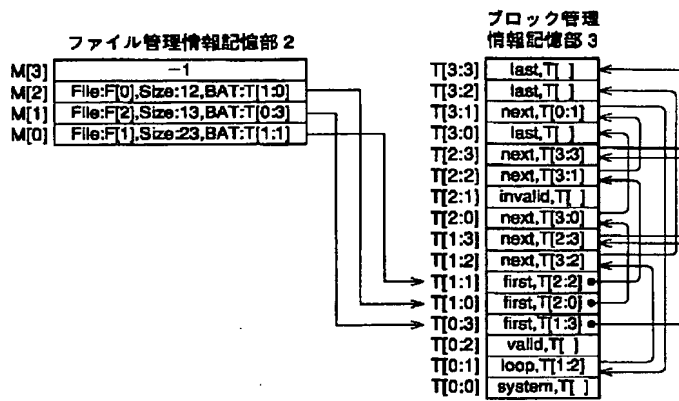 ファイル管理情報記憶部 2
M[3] −1
M[2] File:F[0],Size:12,BAT:T[1:0]
M[1] File:F[2],Size:13,BAT:T[0:3]
M[0] File:F[1],Size:23,BAT:T[1:1]
ブロック管理
情報記憶部 3
T[3:3] last,T[ ]
T[3:2] last,T[ ]
T[3:1] next,T[0:1]
T[3:0] last,T[ ]
T[2:3] next,T[3:3]
T[2:2] next,T[3:1]
T[2:1] invalid,T[ ]
T[2:0] next,T[3:0]
T[1:3] next,T[2:3]
T[1:2] next,T[3:2]
T[1:1] first,T[2:2]
T[1:0] first,T[2:0]
T[0:3] first,T[1:3]
T[0:2] valid,T[ ]
T[0:1] loop,T[1:2]
T[0:0] system,T[ ]